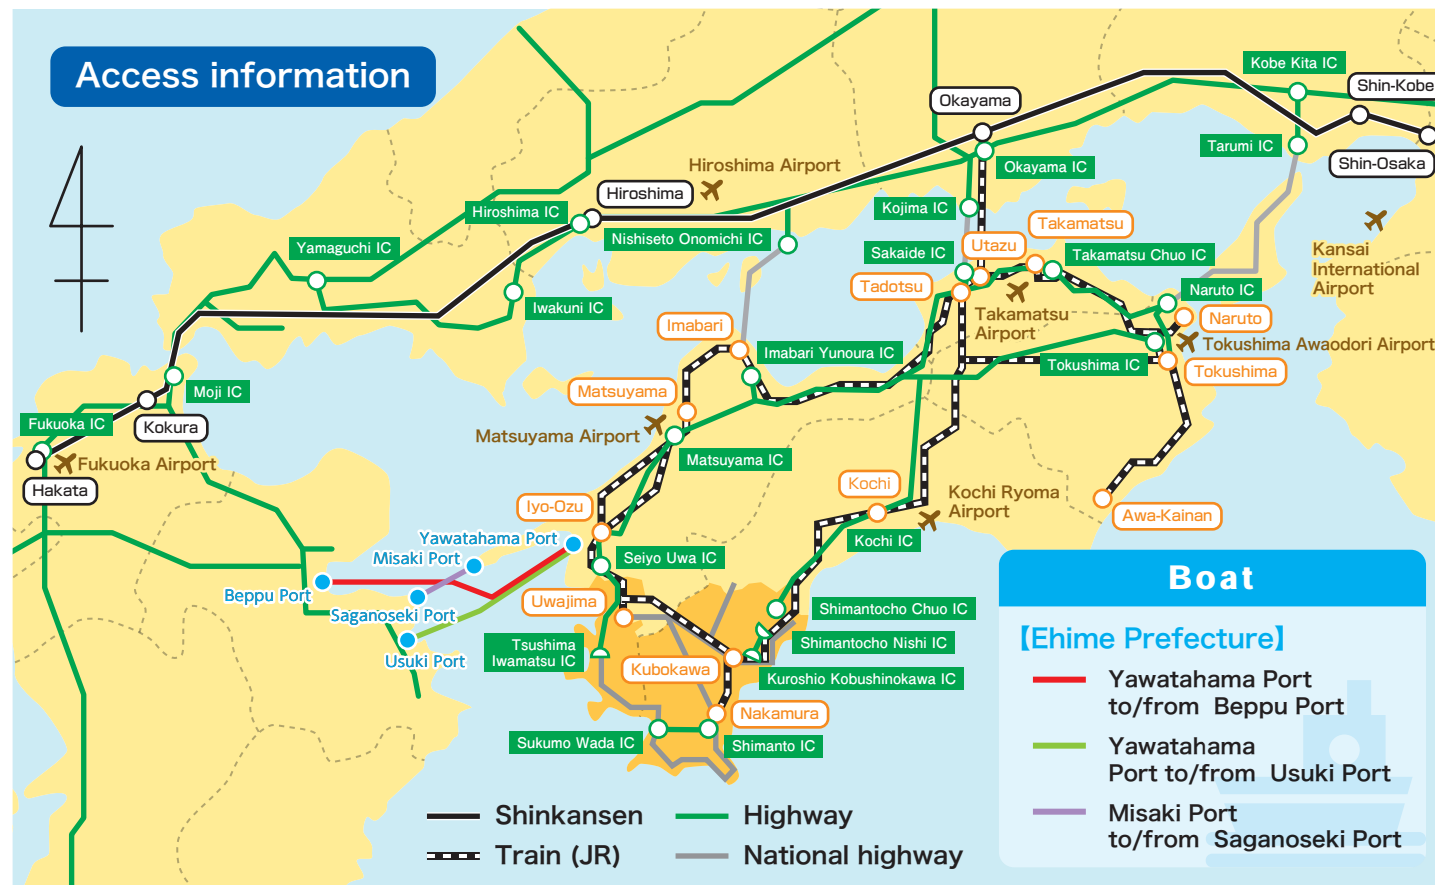 Access information
Kobe Kita IC
Shin-Kobe
Okayama
Tarumi IC
Shin-Osaka
Hiroshima Airport
Okayama IC
Hiroshima
Hiroshima IC
Kojima IC
Takamatsu
Nishiseto Onomichi IC
Yamaguchi IC
Sakaide IC
Utazu
Takamatsu Chuo IC
Kansai
International
Airport
Tadotsu
Naruto IC
Iwakuni IC
Takamatsu
Airport
Naruto
Imabari
Tokushima Awaodori Airport
Imabari Yunoura IC
Tokushima IC
Tokushima
Moji IC
Matsuyama
Fukuoka IC
Kokura
Matsuyama Airport
Matsuyama IC
Fukuoka Airport
Hakata
Kochi
Kochi Ryoma
Airport
Iyo-Ozu
Awa-Kainan
Yawatahama Port
Kochi IC
Misaki Port
Seiyo Uwa IC
Beppu Port
Saganoseki Port
Uwajima
Shimantocho Chuo IC
Shimantocho Nishi IC
Tsushima
Iwamatsu IC
Usuki Port
Kubokawa
Kuroshio Kobushinokawa IC
Nakamura
Sukumo Wada IC
Shimanto IC
Shinkansen
Highway
Train (JR)
National highway
Boat
【Ehime Prefecture】
Yawatahama Port
to/from Beppu Port
Yawatahama
Port to/from Usuki Port
Misaki Port
to/from Saganoseki Port